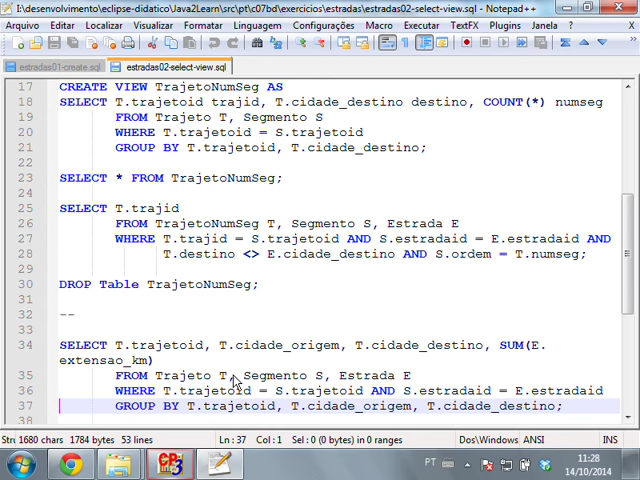 I:\desenvolvimento\eclipse-didatico\Java2Learn\src\pt\c07bd\exercicios\estradas\estradas02-select-view.sql - Notepad++
Arquivo Editar Localizar Visualizar Formatar Linguagem Configurações Macro Executar TextFX Plugins Janela ? X
estradas01-create.sql estradas02-select-view.sql
17 CREATE VIEW TrajetoNumSeg AS
18 SELECT T.trajetoid trajid, T.cidade_destino destino, COUNT(*) numseg
19 FROM Trajeto T, Segmento S
20 WHERE T.trajetoid = S.trajetoid
21 GROUP BY T.trajetoid, T.cidade_destino;
22
23 SELECT * FROM TrajetoNumSeg;
24
25 SELECT T.trajid
26 FROM TrajetoNumSeg T, Segmento S, Estrada E
27 WHERE T.trajid = S.trajetoid AND S.estradaid = E.estradaid AND
28 T.destino <> E.cidade_destino AND S.ordem = T.numseg;
29
30 DROP Table TrajetoNumSeg;
31
32 --
33
34 SELECT T.trajetoid, T.cidade_origem, T.cidade_destino, SUM(E.
extensao_km)
35 FROM Trajeto T, Segmento S, Estrada E
36 WHERE T.trajetoid = S.trajetoid AND S.estradaid = E.estradaid
37 GROUP BY T.trajetoid, T.cidade_origem, T.cidade_destino;
38
Stru 1680 chars 1784 bytes 53 lines Ln : 37 Col : 1 Sel : 0 (0 bytes) in 0 ranges Dos\Windows ANSI INS
PT 11:28
14/10/2014